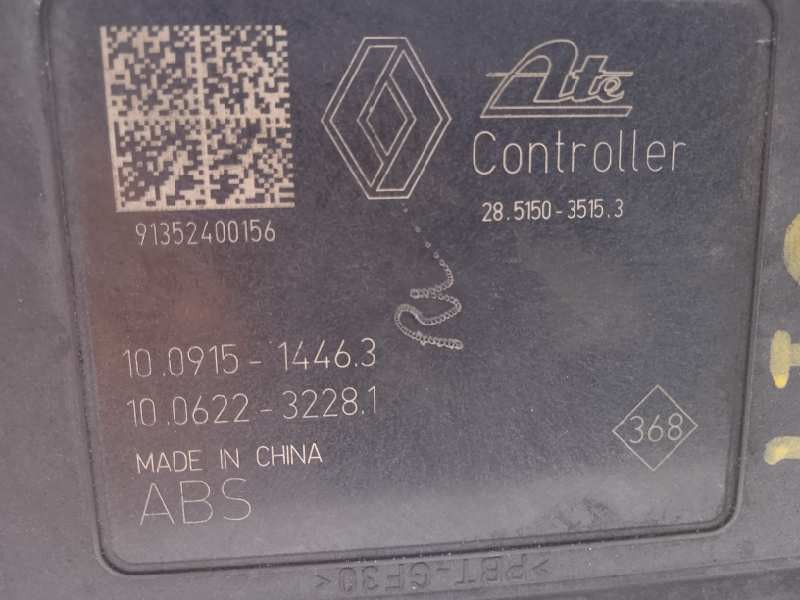 Ate
Controller
28.5150-3515.3
91352400156
10.0915-1446.3
10.0622-3228.1
MADE IN CHINA
ABS
368
>PBT-GF30<